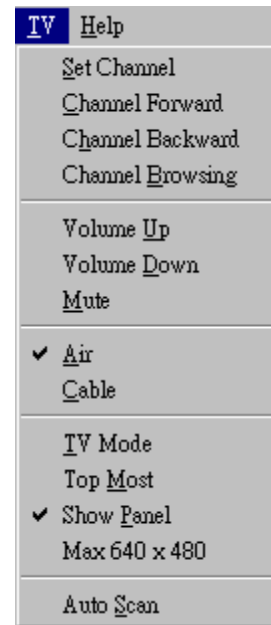 TV Help
Set Channel
Channel Forward
Channel Backward
Channel Browsing
Volume Up
Volume Down
Mute
✔ Air
Cable
TV Mode
Top Most
✔ Show Panel
Max 640 x 480
Auto Scan